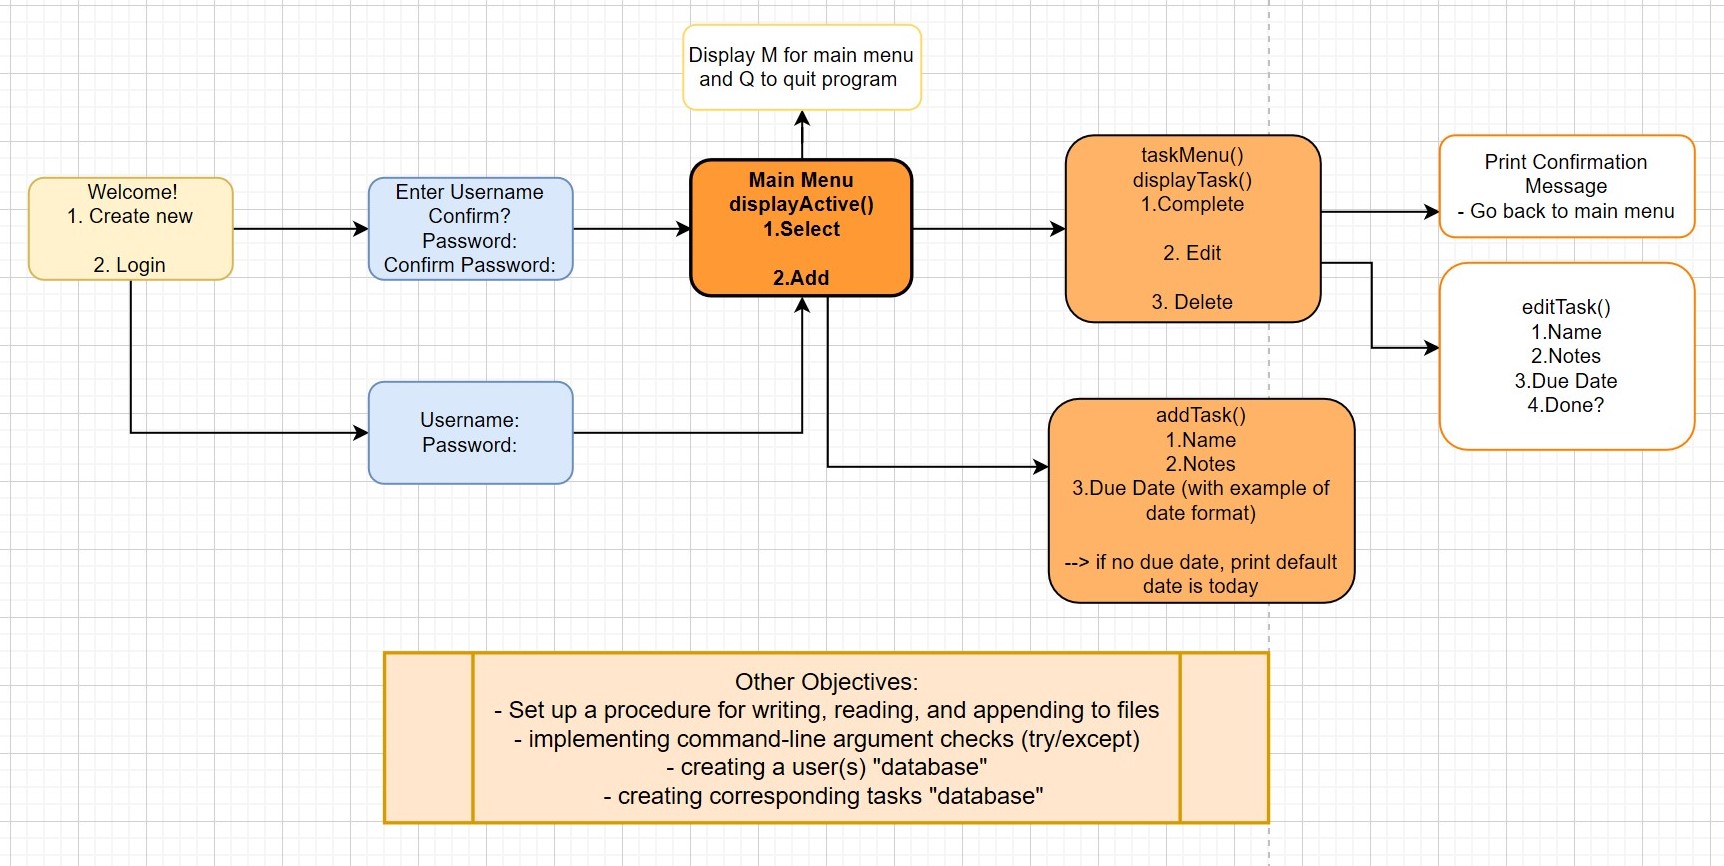 Display M for main menu
and Q to quit program
Welcome!
1. Create new
2. Login
Enter Username
Confirm?
Password:
Confirm Password:
Main Menu
displayActive()
1.Select
2.Add
taskMenu()
displayTask()
1.Complete
2. Edit
3. Delete
Print Confirmation
Message
- Go back to main menu
editTask()
1.Name
2.Notes
3.Due Date
4.Done?
Username:
Password:
addTask()
1.Name
2.Notes
3.Due Date (with example of
date format)
--> if no due date, print default
date is today
Other Objectives:
- Set up a procedure for writing, reading, and appending to files
- implementing command-line argument checks (try/except)
- creating a user(s) "database"
- creating corresponding tasks "database"